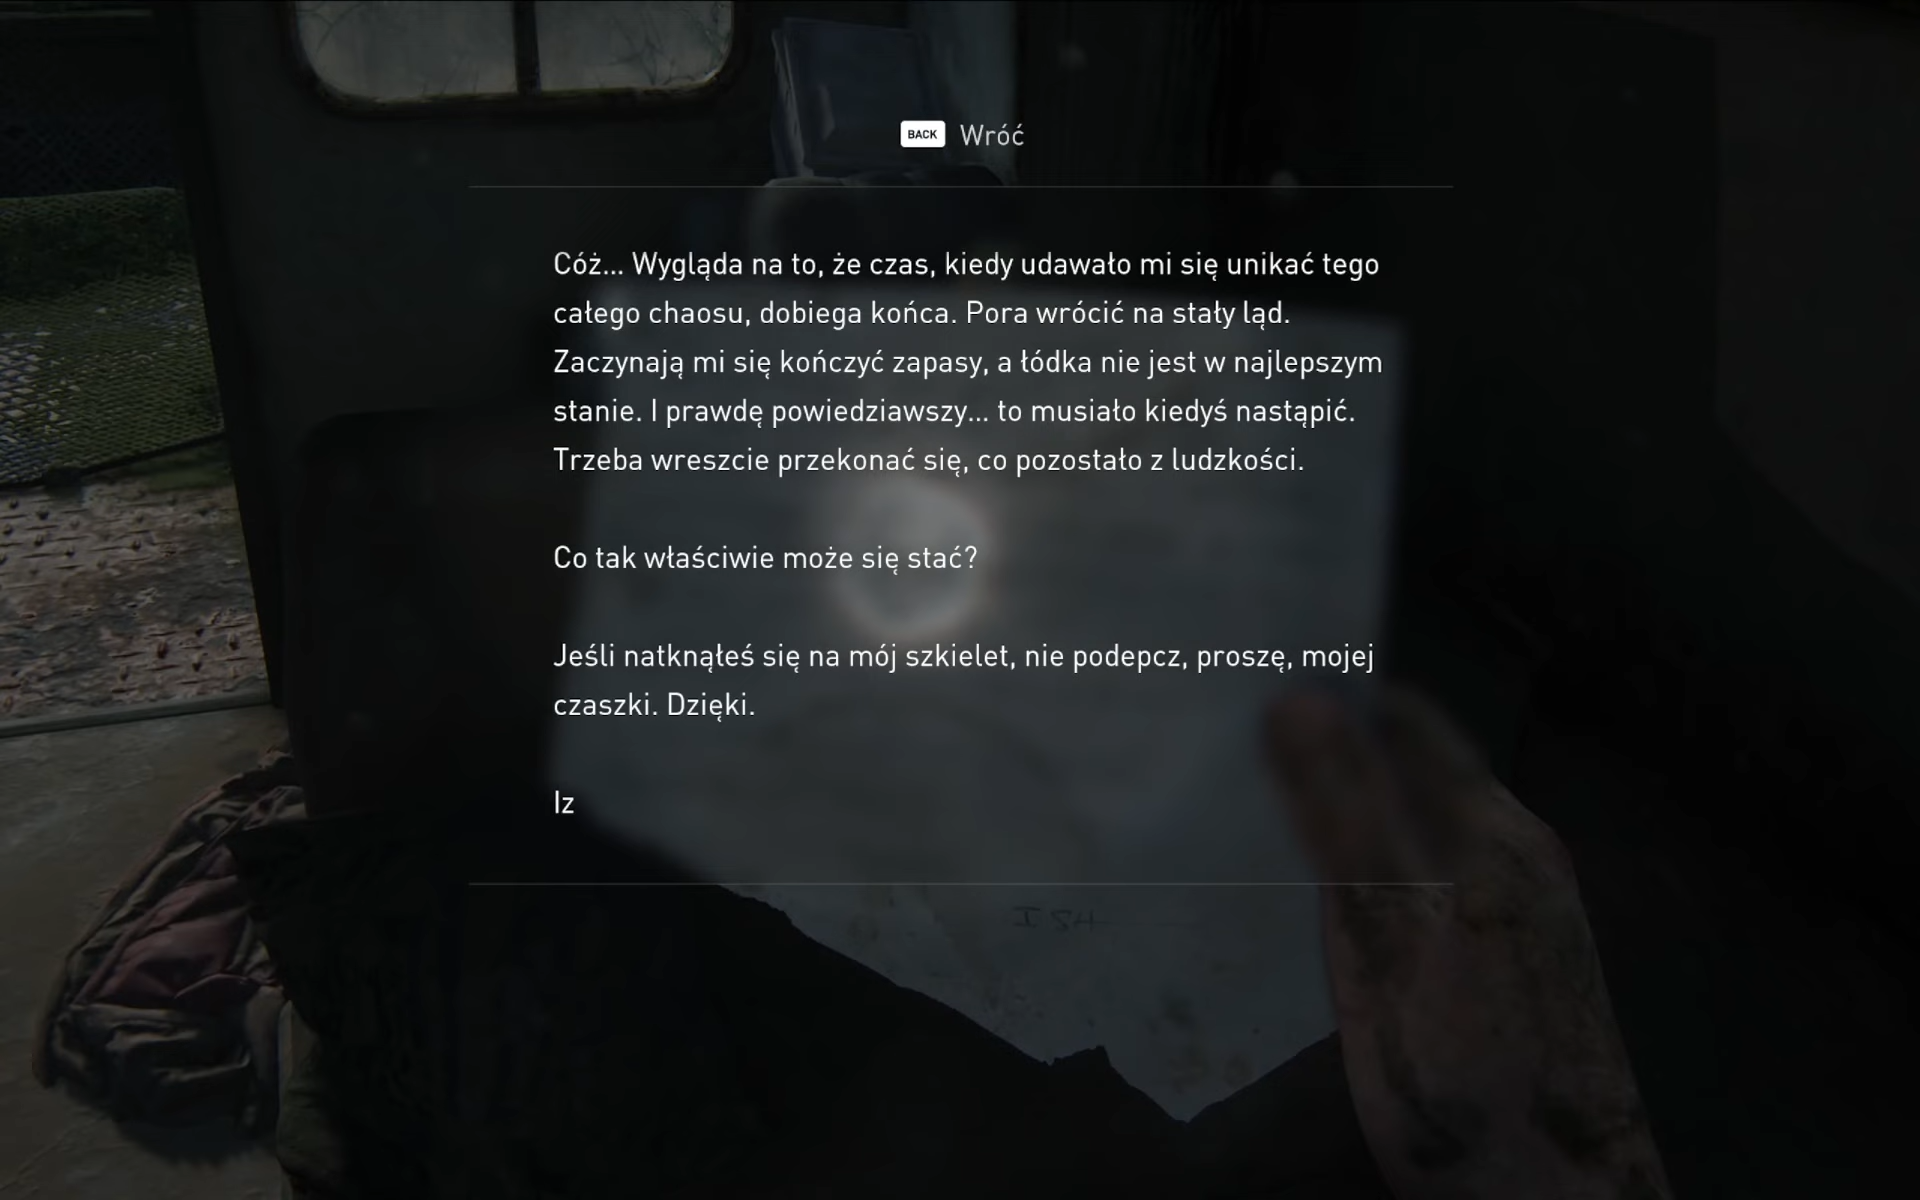 BACK Wróć
Cóż... Wygląda na to, że czas, kiedy udawało mi się unikać tego
całego chaosu, dobiega końca. Pora wrócić na stały ląd.
Zaczynają mi się kończyć zapasy, a łódka nie jest w najlepszym
stanie. I prawdę powiedziawszy... to musiało kiedyś nastąpić.
Trzeba wreszcie przekonać się, co pozostało z ludzkości.
Co tak właściwie może się stać?
Jeśli natknąłeś się na mój szkielet, nie podepcz, proszę, mojej
czaszki. Dzięki.
Iz